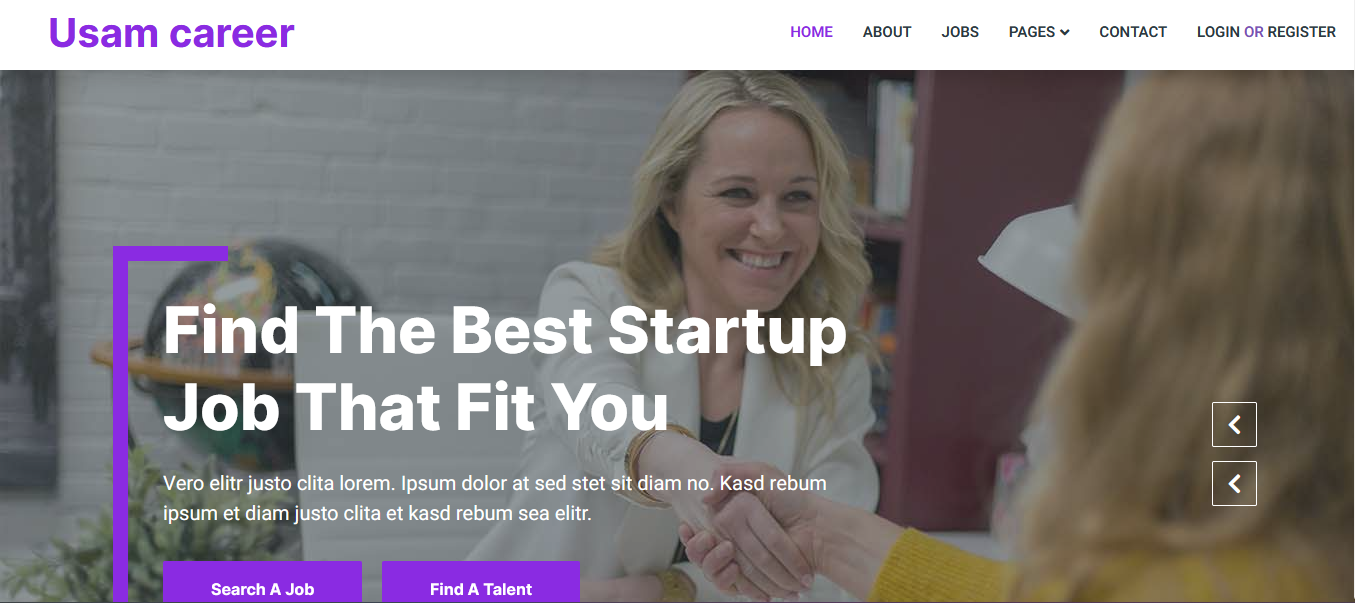 Usam career
HOME ABOUT JOBS PAGES CONTACT LOGIN OR REGISTER
Find The Best Startup
Job That Fit You
Vero elitr justo clita lorem. Ipsum dolor at sed stet sit diam no. Kasd rebum
ipsum et diam justo clita et kasd rebum sea elitr.
Search A Job Find A Talent